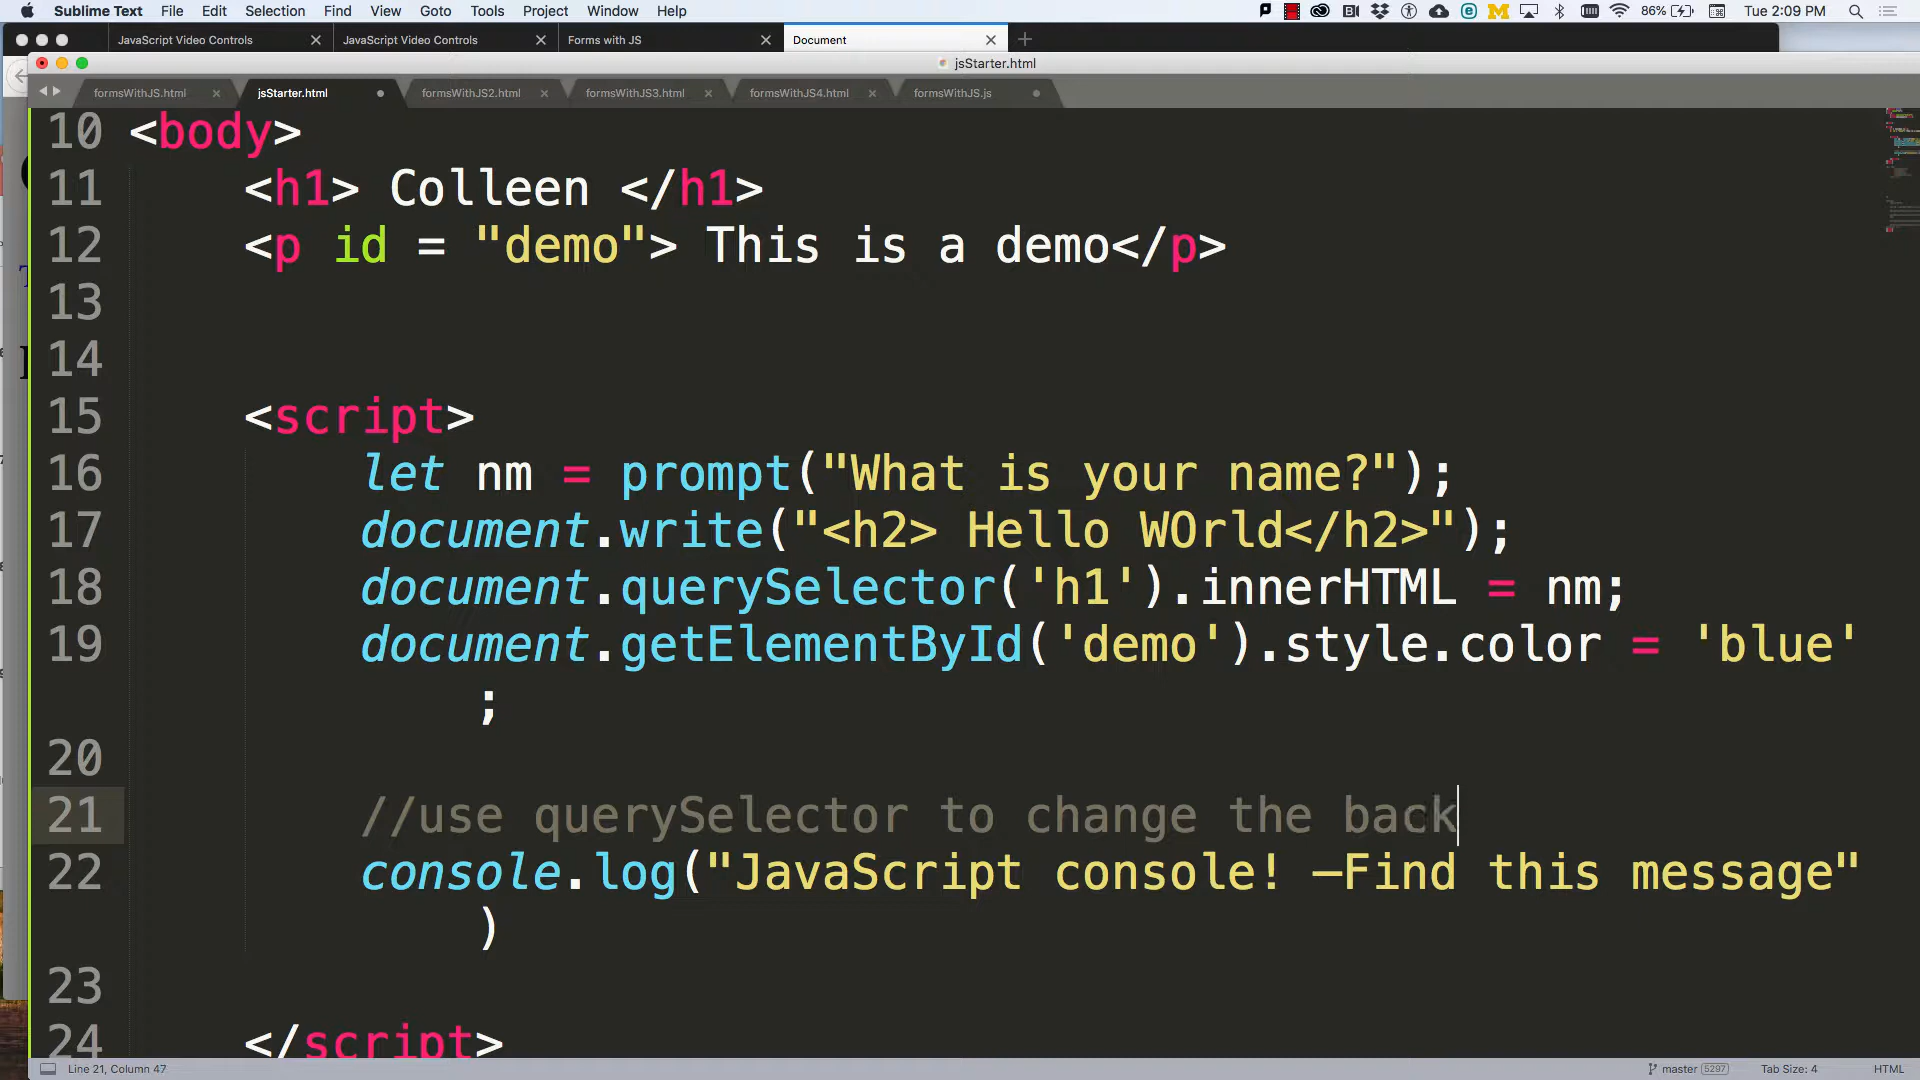 Sublime Text File Edit Selection Find View Goto Tools Project Window Help 86% Tue 2:09 PM
JavaScript Video Controls JavaScript Video Controls Forms with JS Document
jsStarter.html
formsWithJS.html jsStarter.html formsWithJS2.html formsWithJS3.html formsWithJS4.html formsWithJS.js
10 <body>
11 <h1> Colleen </h1>
12 <p id = "demo"> This is a demo</p>
13
14
15 <script>
16 let nm = prompt("What is your name?");
17 document.write("<h2> Hello WOrld</h2>");
18 document.querySelector('h1').innerHTML = nm;
19 document.getElementById('demo').style.color = 'blue'
;
20
21 //use querySelector to change the back
22 console.log("JavaScript console! –Find this message"
)
23
24 </script>
Line 21, Column 47 master 5297 Tab Size: 4 HTML